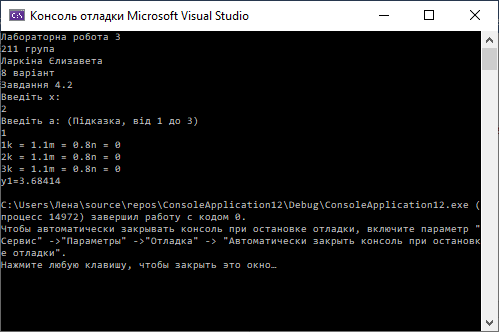 Консоль отладки Microsoft Visual Studio
Лабораторна робота 3
211 група
Ларкіна Єлизавета
8 варіант
Завдання 4.2
Введіть x:
2
Введіть a: (Підказка, від 1 до 3)
1
1k = 1.1m = 0.8n = 0
2k = 1.1m = 0.8n = 0
3k = 1.1m = 0.8n = 0
y1=3.68414
C:\Users\Лена\source\repos\ConsoleApplication12\Debug\ConsoleApplication12.exe (
процесс 14972) завершил работу с кодом 0.
Чтобы автоматически закрывать консоль при остановке отладки, включите параметр "
Сервис" ->"Параметры" ->"Отладка" -> "Автоматически закрыть консоль при остановк
е отладки".
Нажмите любую клавишу, чтобы закрыть это окно…